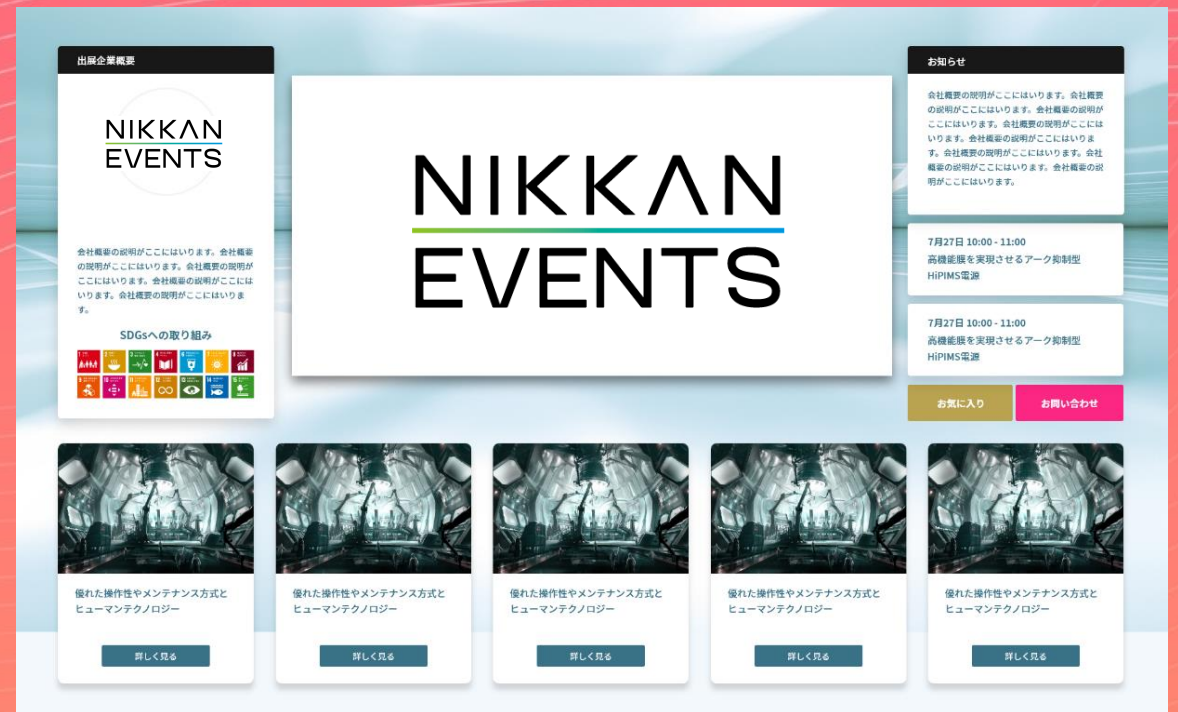 出展企業概要
NIKKAN
EVENTS
会社概要の説明がここにはいります。会社概要
の説明がここにはいります。会社概要の説明が
ここにはいります。会社概要の説明がここには
いります。会社概要の説明がここにはいりま
す。
SDGsへの取り組み
NIKKAN
EVENTS
お知らせ
会社概要の説明がここにはいります。会社概要
の説明がここにはいります。会社概要の説明が
ここにはいります。会社概要の説明がここには
いります。会社概要の説明がここにはいりま
す。会社概要の説明がここにはいります。会社
概要の説明がここにはいります。会社概要の説
明がここにはいります。
7月27日 10:00 - 11:00
高機能膜を実現させるアーク抑制型
HiPIMS電源
7月27日 10:00 - 11:00
高機能膜を実現させるアーク抑制型
HiPIMS電源
お気に入り
お問い合わせ
優れた操作性やメンテナンス方式と
ヒューマンテクノロジー
詳しく見る
優れた操作性やメンテナンス方式と
ヒューマンテクノロジー
詳しく見る
優れた操作性やメンテナンス方式と
ヒューマンテクノロジー
詳しく見る
優れた操作性やメンテナンス方式と
ヒューマンテクノロジー
詳しく見る
優れた操作性やメンテナンス方式と
ヒューマンテクノロジー
詳しく見る